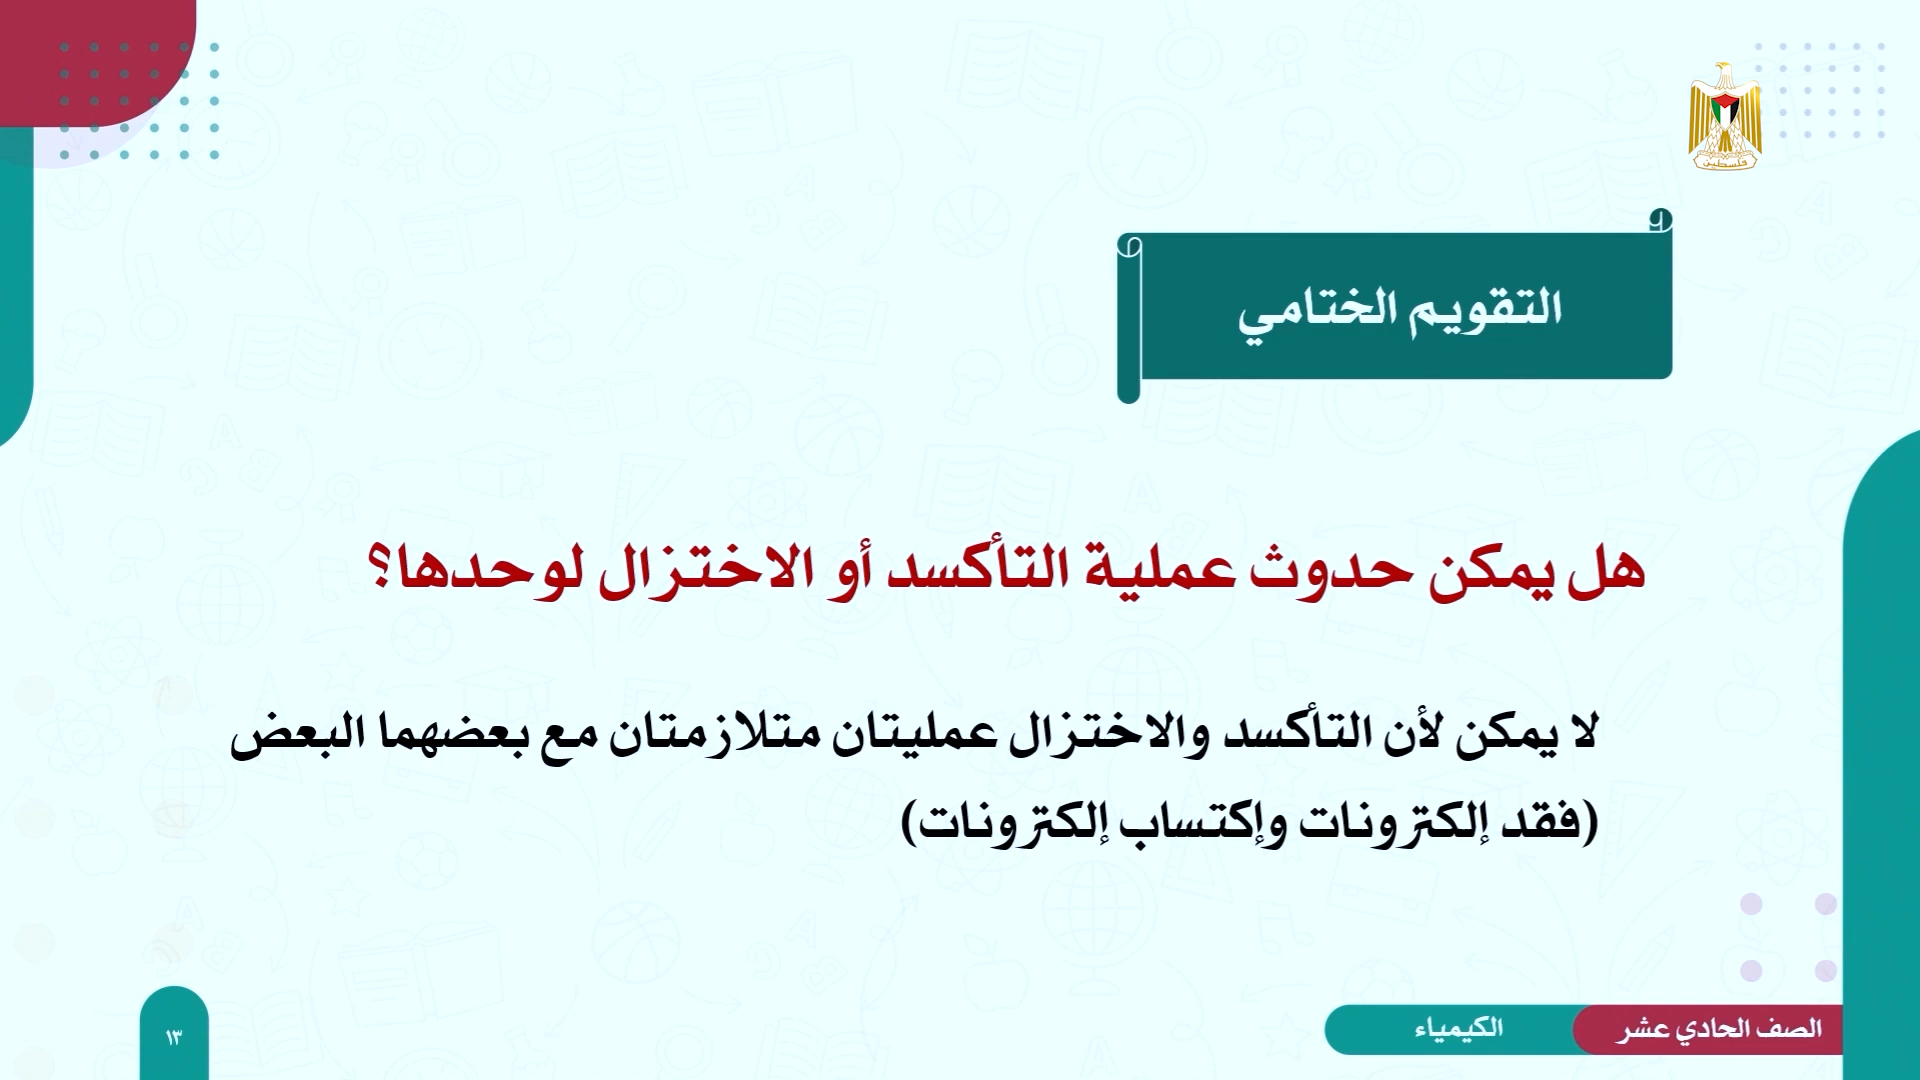 فلسطين
التقويم الختامي
هل يمكن حدوث عملية التأكسد أو الاختزال لوحدها؟
لا يمكن لأن التأكسد والاختزال عمليتان متلازمتان مع بعضهما البعض
(فقد إلكترونات وإكتساب إلكترونات)
الصف الحادي عشر
الكيمياء
١٣